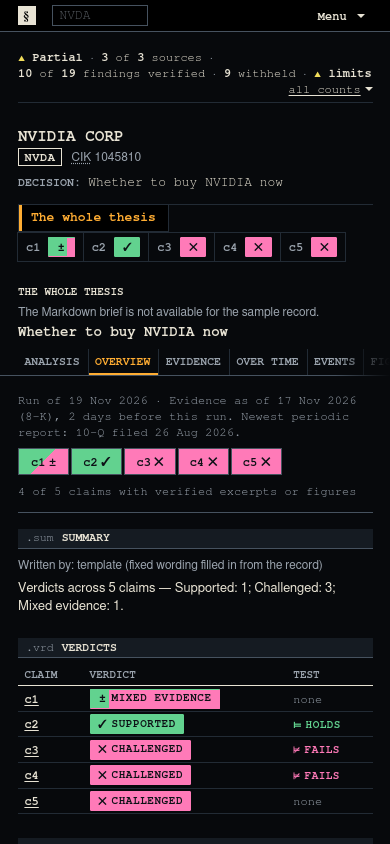 § NVDA Menu
▲ Partial · 3 of 3 sources ·
10 of 19 findings verified · 9 withheld · ▲ limits
all counts
NVIDIA CORP
NVDA CIK 1045810
DECISION: Whether to buy NVIDIA now
The whole thesis
c1 ± c2 ✓ c3 ✕ c4 ✕ c5 ✕
THE WHOLE THESIS
The Markdown brief is not available for the sample record.
Whether to buy NVIDIA now
ANALYSIS OVERVIEW EVIDENCE OVER TIME EVENTS
Run of 19 Nov 2026 · Evidence as of 17 Nov 2026
(8-K), 2 days before this run. Newest periodic
report: 10-Q filed 26 Aug 2026.
c1 ± c2 ✓ c3 ✕ c4 ✕ c5 ✕
4 of 5 claims with verified excerpts or figures
.sum SUMMARY
Written by: template (fixed wording filled in from the record)
Verdicts across 5 claims — Supported: 1; Challenged: 3;
Mixed evidence: 1.
.vrd VERDICTS
CLAIM VERDICT TEST
c1 ± MIXED EVIDENCE none
c2 ✓ SUPPORTED ⊨ HOLDS
c3 ✕ CHALLENGED ⊭ FAILS
c4 ✕ CHALLENGED ⊭ FAILS
c5 ✕ CHALLENGED none